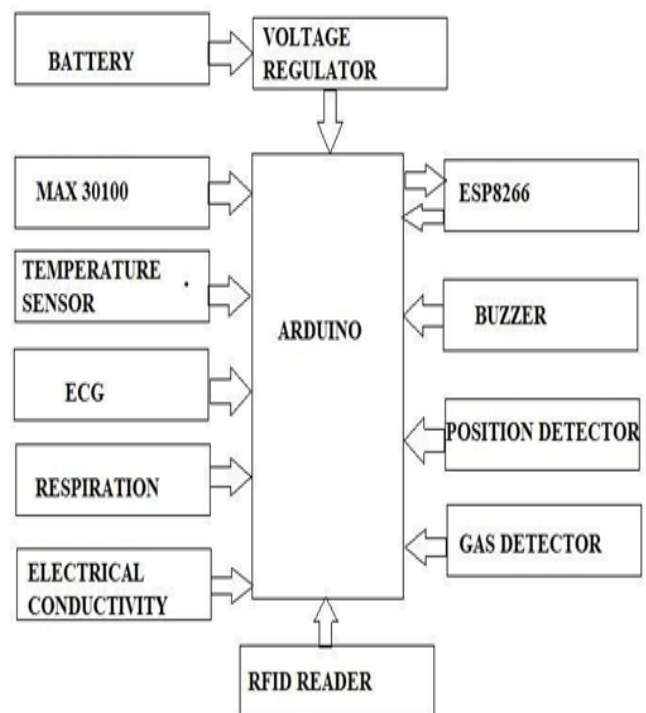 BATTERY
VOLTAGE
REGULATOR
MAX 30100
ESP8266
TEMPERATURE
SENSOR
BUZZER
ARDUINO
ECG
POSITION DETECTOR
RESPIRATION
GAS DETECTOR
ELECTRICAL
CONDUCTIVITY
RFID READER